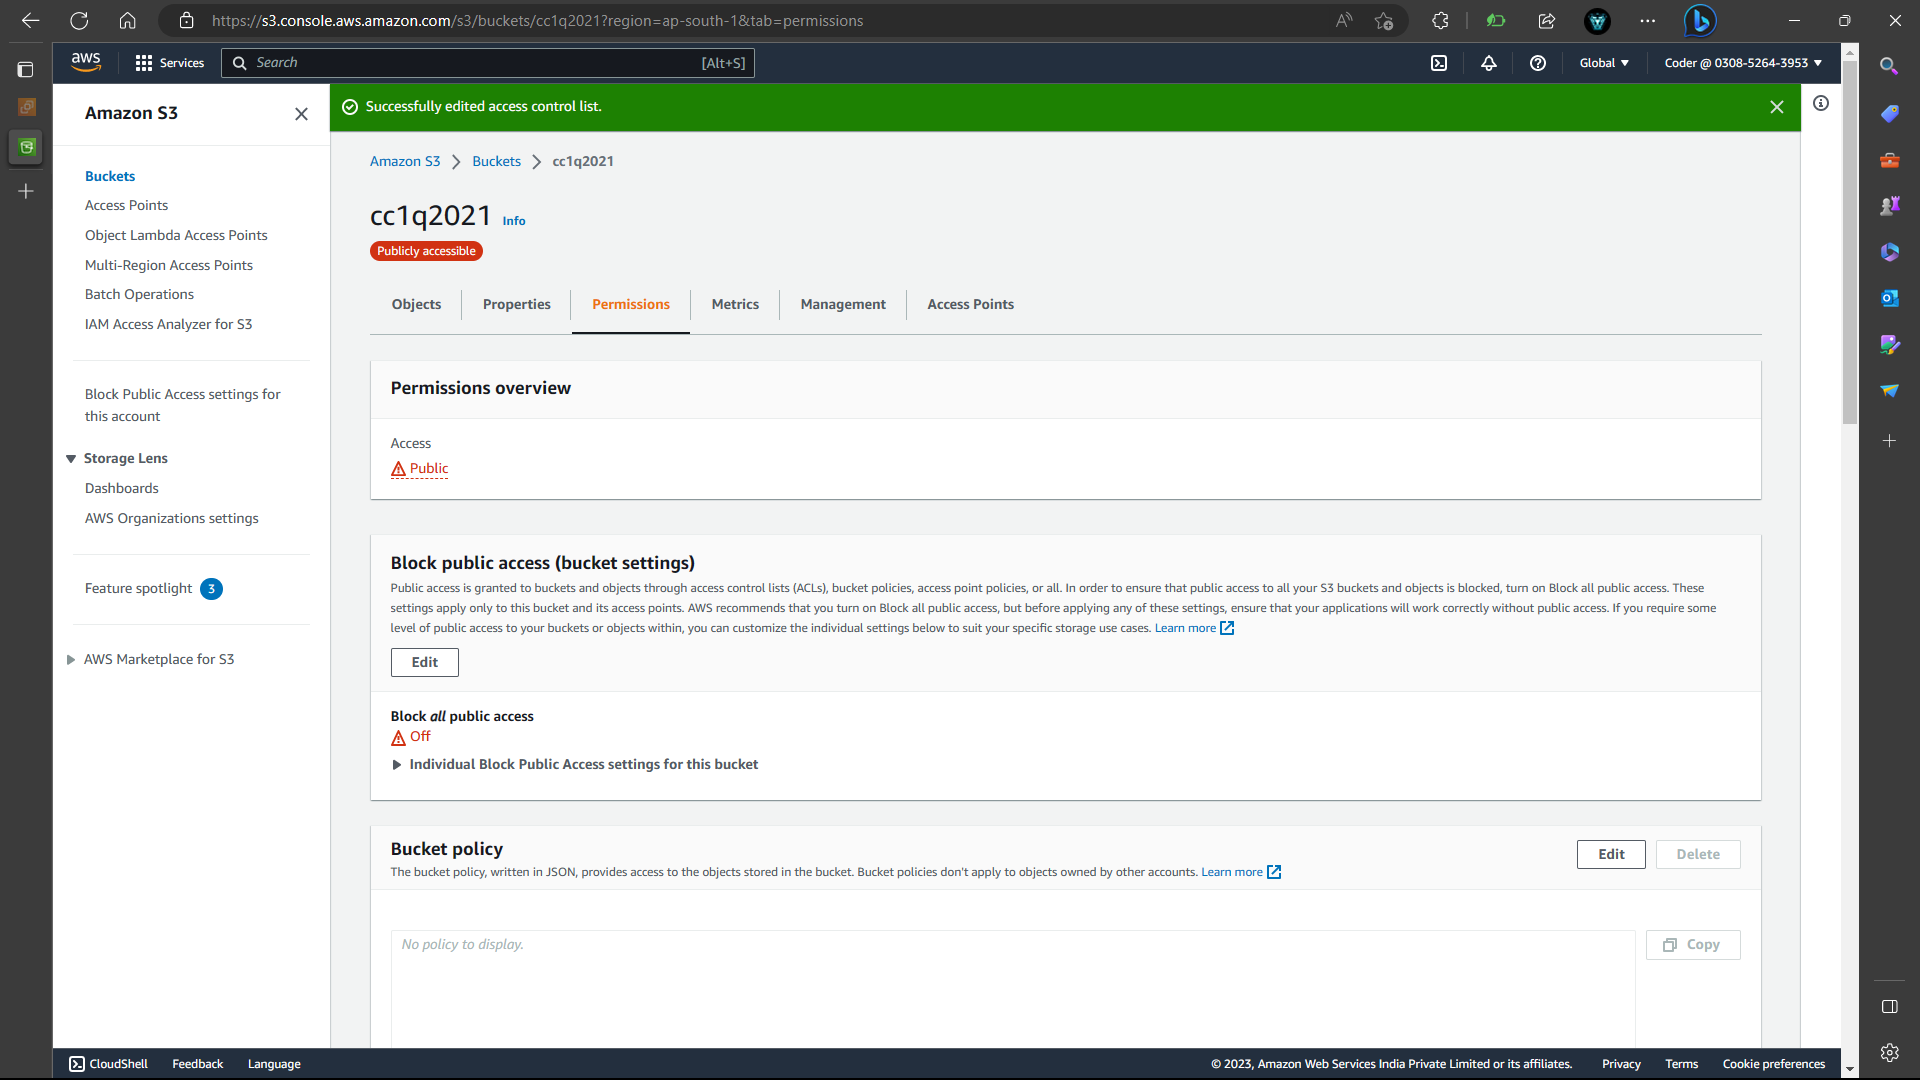 https://s3.console.aws.amazon.com/s3/buckets/cc1q2021?region=ap-south-1&tab=permissions
aws
Services
Search
[Alt+S]
Global
Coder @ 0308-5264-3953
Amazon S3
Buckets
Access Points
Object Lambda Access Points
Multi-Region Access Points
Batch Operations
IAM Access Analyzer for S3
Block Public Access settings for
this account
Storage Lens
Dashboards
AWS Organizations settings
Feature spotlight 3
AWS Marketplace for S3
Successfully edited access control list.
Amazon S3 > Buckets > cc1q2021
cc1q2021 Info
Publicly accessible
Objects
Properties
Permissions
Metrics
Management
Access Points
Permissions overview
Access
Public
Block public access (bucket settings)
Public access is granted to buckets and objects through access control lists (ACLs), bucket policies, access point policies, or all. In order to ensure that public access to all your S3 buckets and objects is blocked, turn on Block all public access. These
settings apply only to this bucket and its access points. AWS recommends that you turn on Block all public access, but before applying any of these settings, ensure that your applications will work correctly without public access. If you require some
level of public access to your buckets or objects within, you can customize the individual settings below to suit your specific storage use cases. Learn more
Edit
Block all public access
Off
Individual Block Public Access settings for this bucket
Bucket policy
The bucket policy, written in JSON, provides access to the objects stored in the bucket. Bucket policies don't apply to objects owned by other accounts. Learn more
Edit
Delete
No policy to display.
Copy
CloudShell
Feedback
Language
© 2023, Amazon Web Services India Private Limited or its affiliates.
Privacy
Terms
Cookie preferences